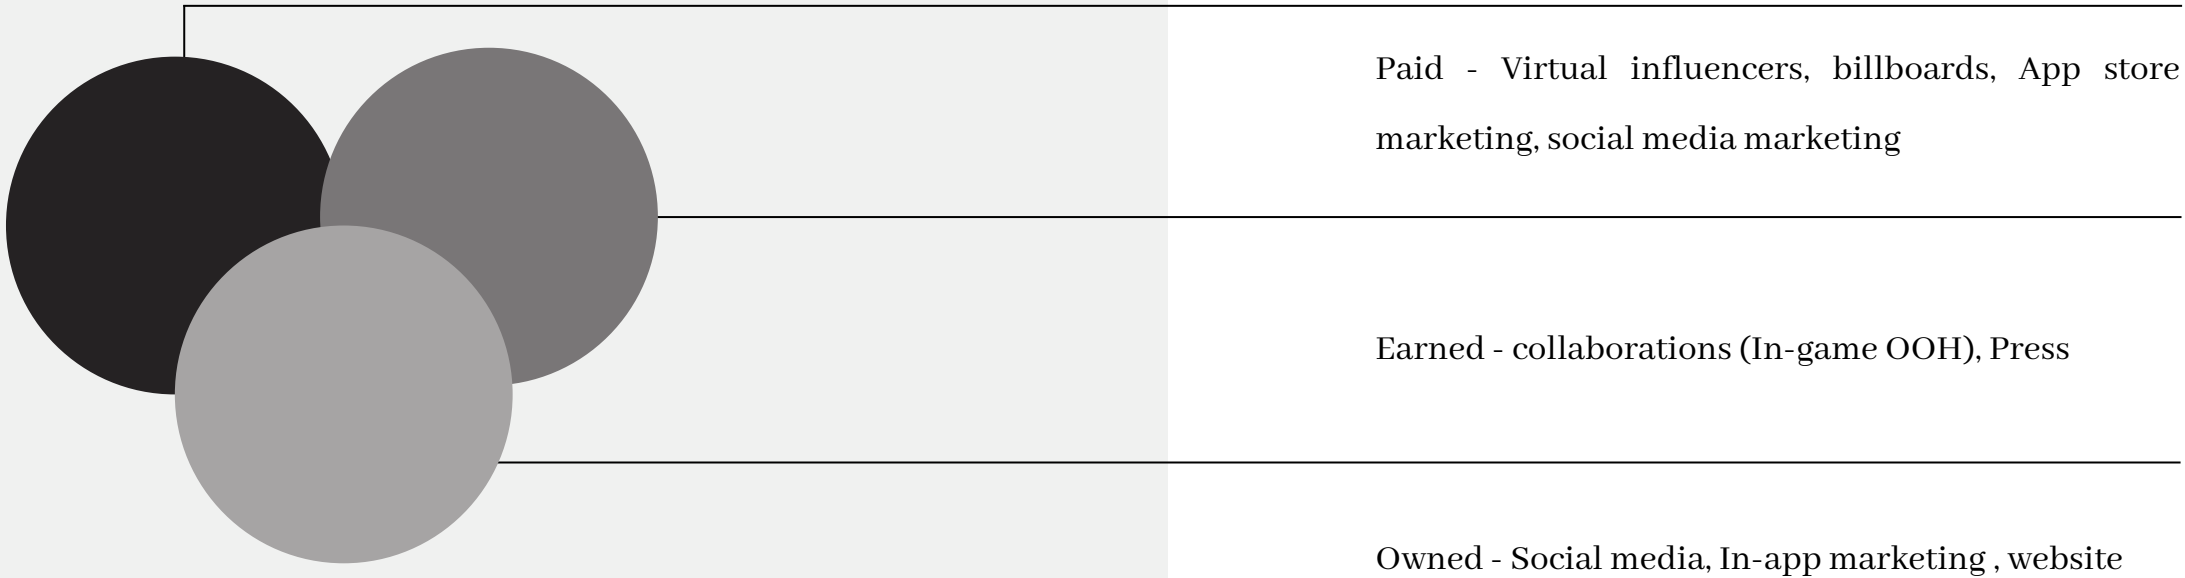 Paid - Virtual influencers, billboards, App store
marketing, social media marketing
Earned - collaborations (In-game OOH), Press
Owned - Social media, In-app marketing , website